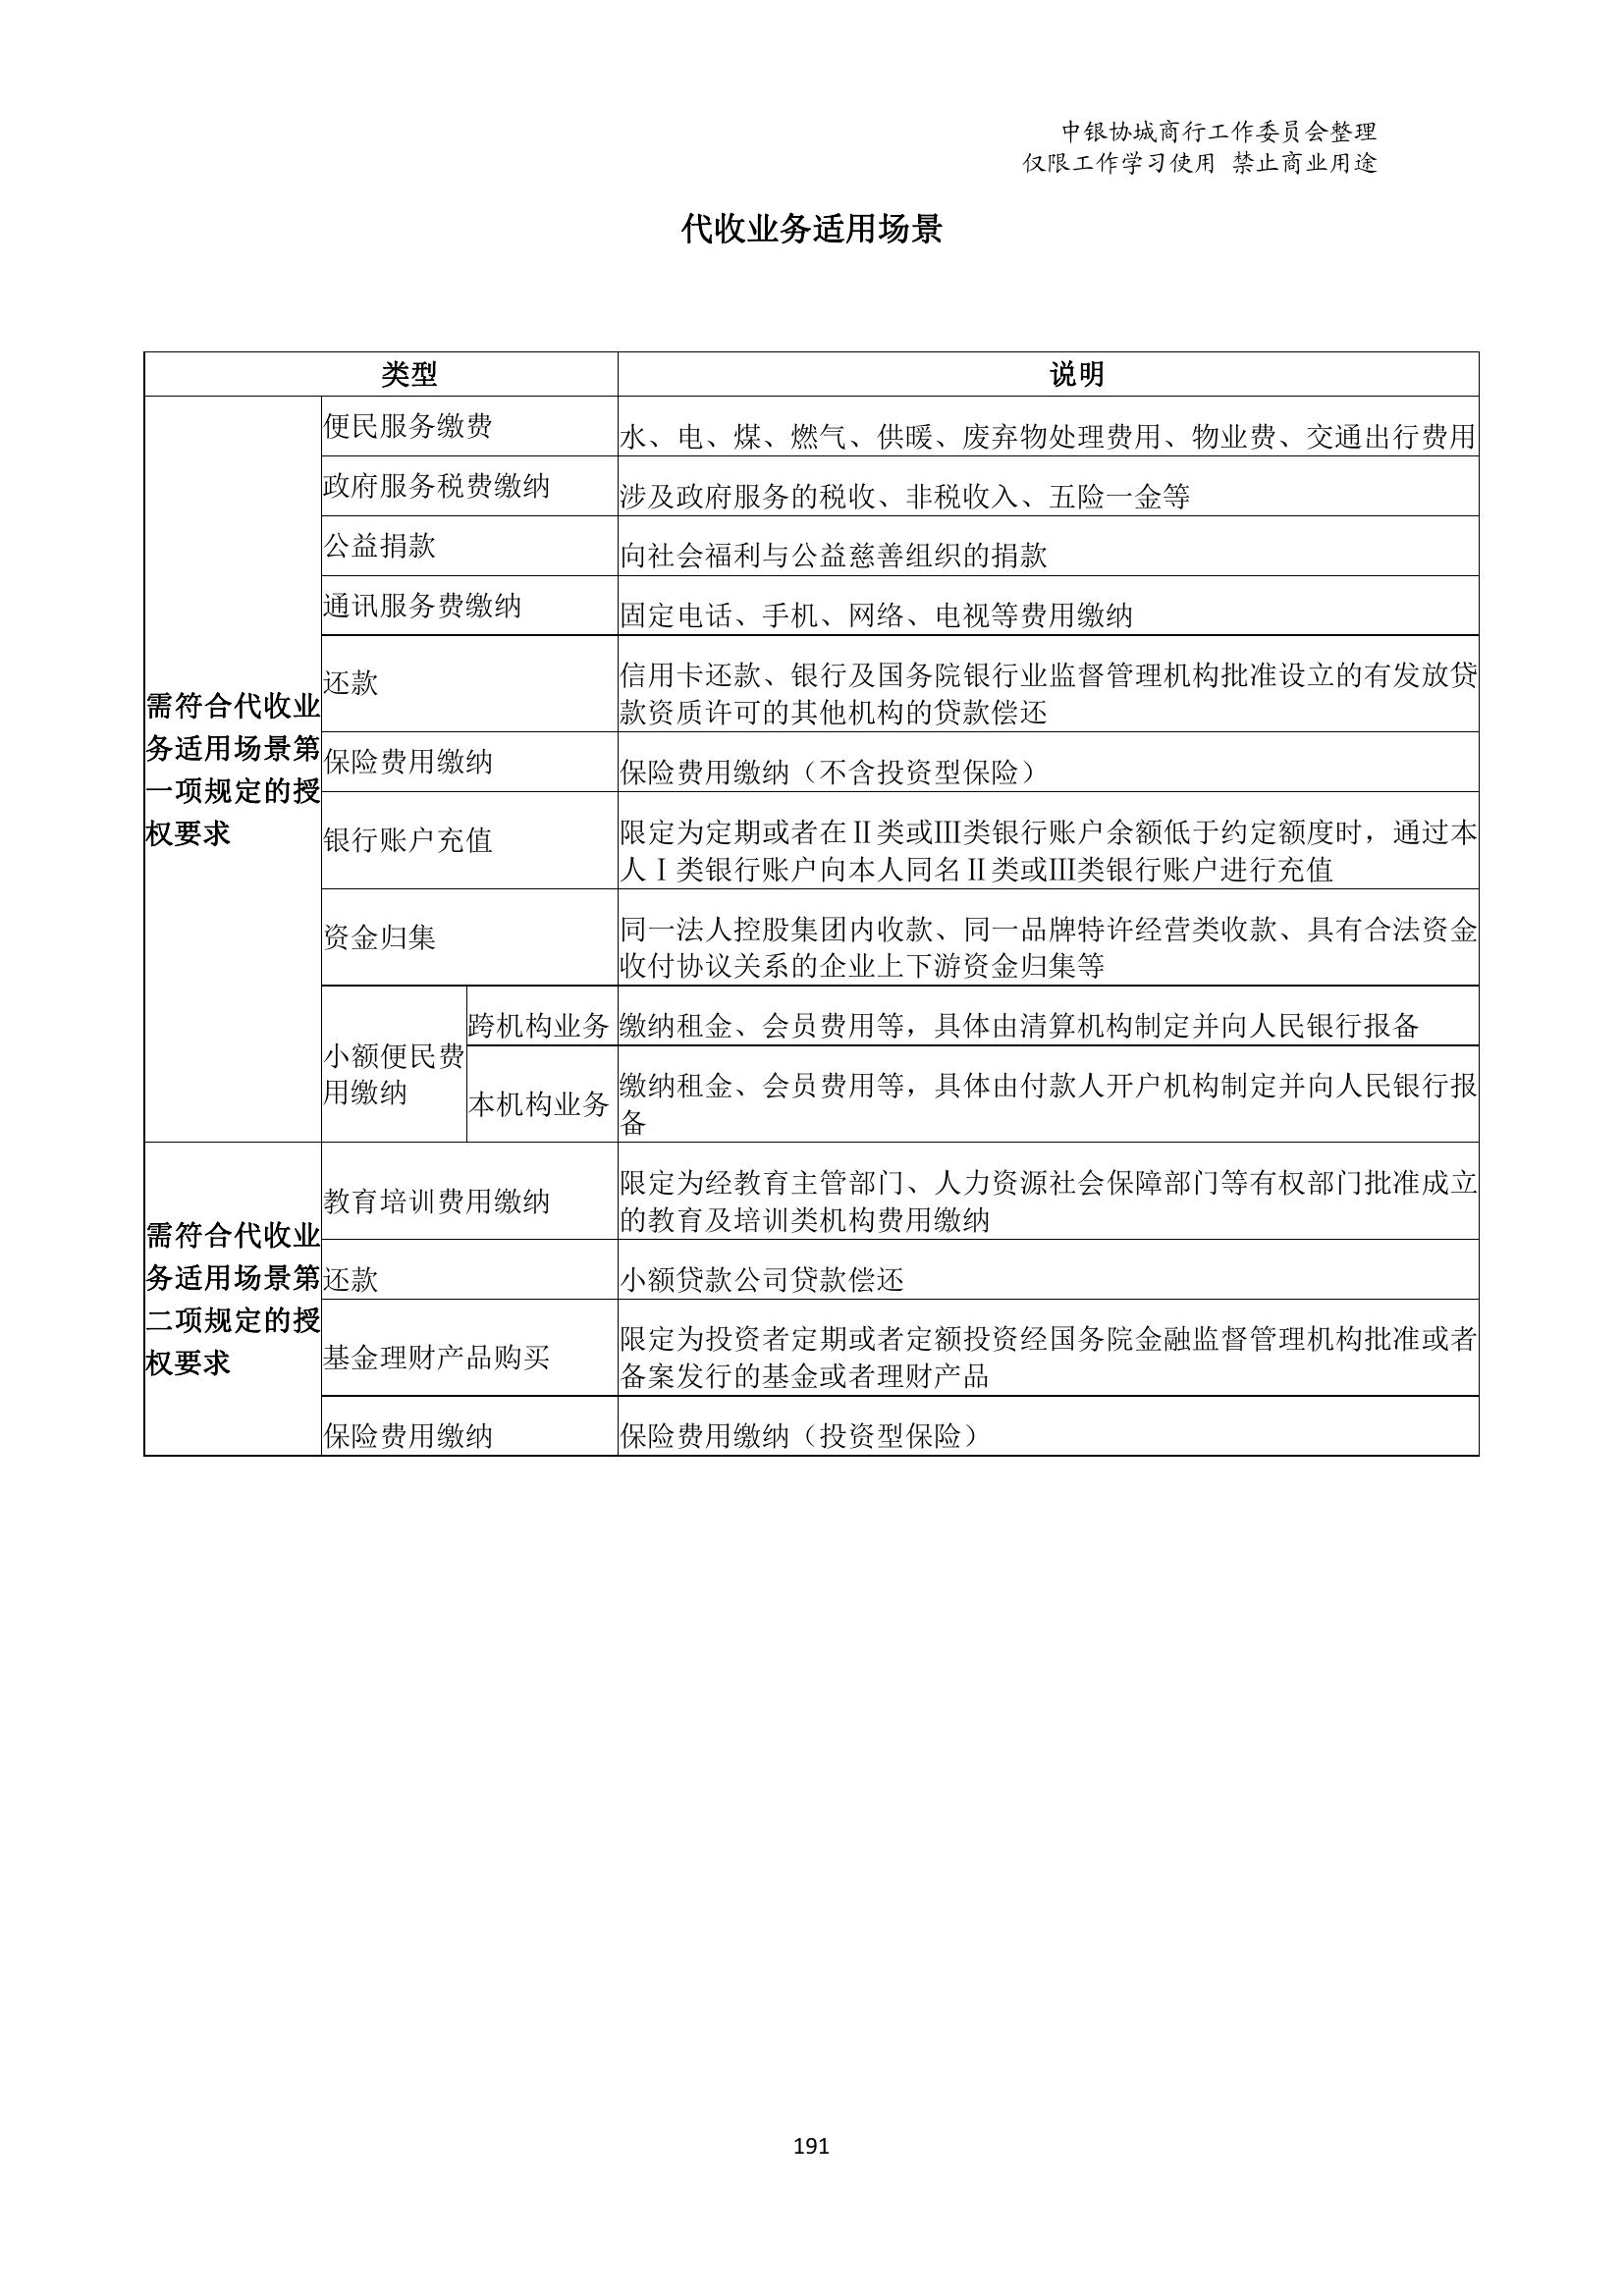 中银协城商行工作委员会整理
仅限工作学习使用 禁止商业用途
代收业务适用场景
类型
说明
需符合代收业
务适用场景第
一项规定的授
权要求
便民服务缴费
水、电、煤、燃气、供暖、废弃物处理费用、物业费、交通出行费用
政府服务税费缴纳
涉及政府服务的税收、非税收入、五险一金等
公益捐款
向社会福利与公益慈善组织的捐款
通讯服务费缴纳
固定电话、手机、网络、电视等费用缴纳
还款
信用卡还款、银行及国务院银行业监督管理机构批准设立的有发放贷
款资质许可的其他机构的贷款偿还
保险费用缴纳
保险费用缴纳（不含投资型保险）
银行账户充值
限定为定期或者在Ⅱ类或Ⅲ类银行账户余额低于约定额度时，通过本
人Ⅰ类银行账户向本人同名Ⅱ类或Ⅲ类银行账户进行充值
资金归集
同一法人控股集团内收款、同一品牌特许经营类收款、具有合法资金
收付协议关系的企业上下游资金归集等
小额便民费
用缴纳
跨机构业务
缴纳租金、会员费用等，具体由清算机构制定并向人民银行报备
本机构业务
缴纳租金、会员费用等，具体由付款人开户机构制定并向人民银行报
备
需符合代收业
务适用场景第
二项规定的授
权要求
教育培训费用缴纳
限定为经教育主管部门、人力资源社会保障部门等有权部门批准成立
的教育及培训类机构费用缴纳
还款
小额贷款公司贷款偿还
基金理财产品购买
限定为投资者定期或者定额投资经国务院金融监督管理机构批准或者
备案发行的基金或者理财产品
保险费用缴纳
保险费用缴纳（投资型保险）
191